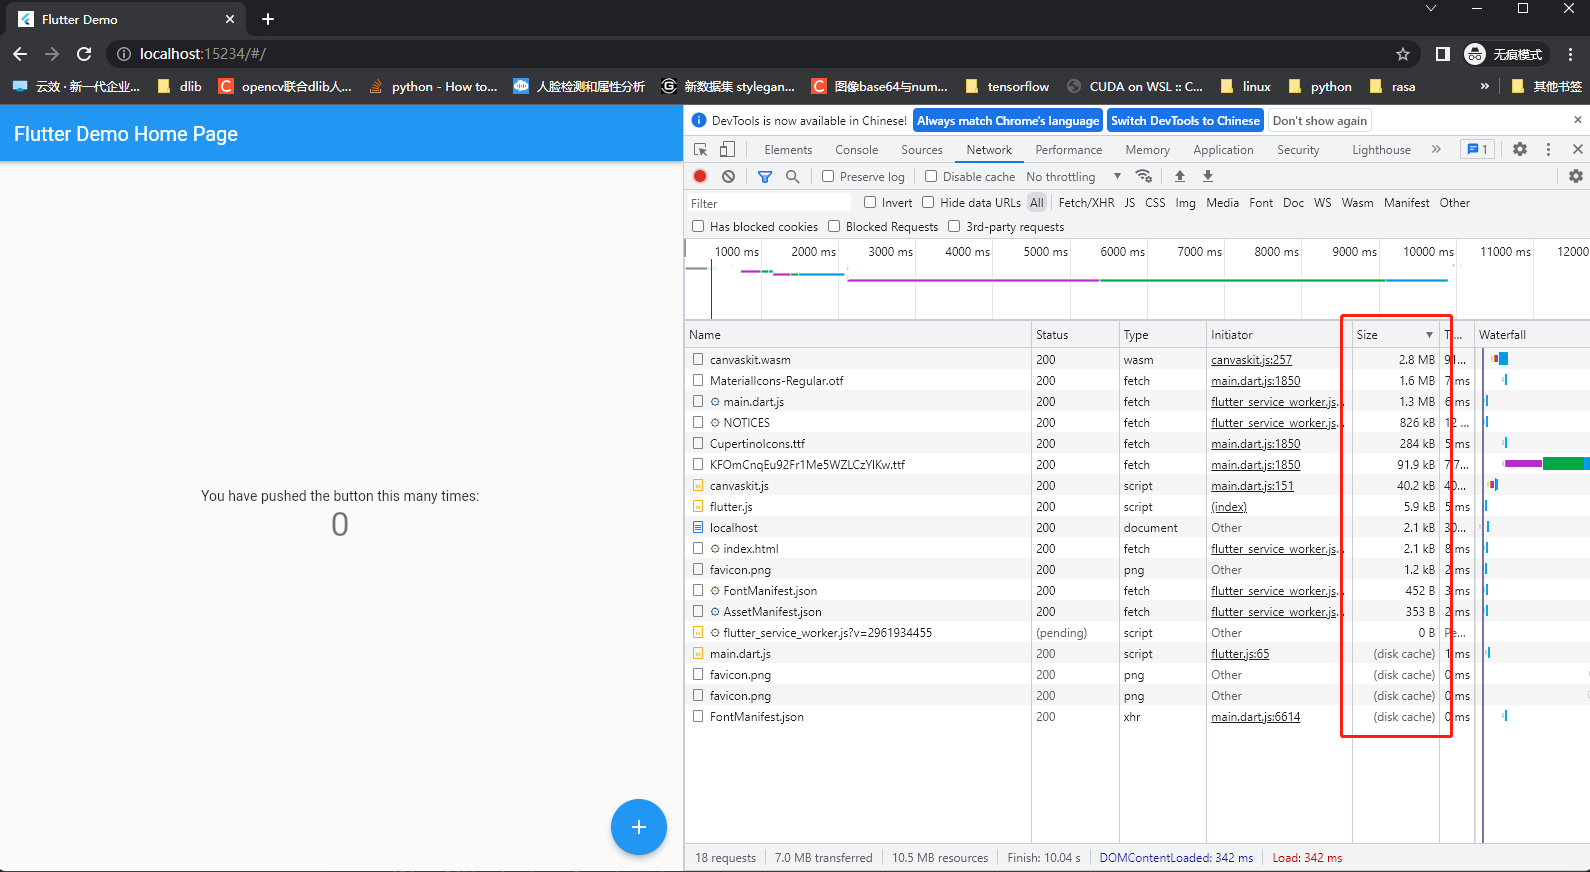 Flutter Demo
localhost:15234/#/
无痕模式
云效 · 新一代企业...
dlib
opencv联合dlib人...
python - How to...
人脸检测和属性分析
新数据集 stylegan...
图像base64与num...
tensorflow
CUDA on WSL :: C...
linux
python
rasa
»
其他书签
Flutter Demo Home Page
You have pushed the button this many times:
0
+
DevTools is now available in Chinese! Always match Chrome's language Switch DevTools to Chinese Don't show again
Elements Console Sources Network Performance Memory Application Security Lighthouse » 1
Preserve log Disable cache No throttling
Filter Invert Hide data URLs All Fetch/XHR JS CSS Img Media Font Doc WS Wasm Manifest Other
Has blocked cookies Blocked Requests 3rd-party requests
1000 ms 2000 ms 3000 ms 4000 ms 5000 ms 6000 ms 7000 ms 8000 ms 9000 ms 10000 ms 11000 ms 12000
Name Status Type Initiator Size T... Waterfall
canvaskit.wasm 200 wasm canvaskit.js:257 2.8 MB 91...
MaterialIcons-Regular.otf 200 fetch main.dart.js:1850 1.6 MB 7 ms
main.dart.js 200 fetch flutter_service_worker.js... 1.3 MB 6 ms
NOTICES 200 fetch flutter_service_worker.js... 826 kB 12 ...
CupertinoIcons.ttf 200 fetch main.dart.js:1850 284 kB 5 ms
KFOmCnqEu92Fr1Me5WZLCzYlKw.ttf 200 fetch main.dart.js:1850 91.9 kB 7.7...
canvaskit.js 200 script main.dart.js:151 40.2 kB 40...
flutter.js 200 script (index) 5.9 kB 5 ms
localhost 200 document Other 2.1 kB 30...
index.html 200 fetch flutter_service_worker.js... 2.1 kB 8 ms
favicon.png 200 png Other 1.2 kB 2 ms
FontManifest.json 200 fetch flutter_service_worker.js... 452 B 3 ms
AssetManifest.json 200 fetch flutter_service_worker.js... 353 B 2 ms
flutter_service_worker.js?v=2961934455 (pending) script Other 0 B Pe...
main.dart.js 200 script flutter.js:65 (disk cache) 1 ms
favicon.png 200 png Other (disk cache) 0 ms
favicon.png 200 png Other (disk cache) 0 ms
FontManifest.json 200 xhr main.dart.js:6614 (disk cache) 0 ms
18 requests 7.0 MB transferred 10.5 MB resources Finish: 10.04 s DOMContentLoaded: 342 ms Load: 342 ms